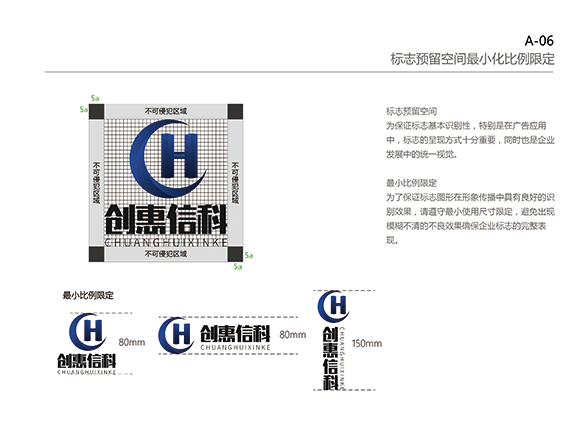 A-06
标志预留空间最小化比例限定
5a
5a
不可侵犯区域
不可侵犯区域
不可侵犯区域
H
创惠信科
CHUANGHUIXINKE
不可侵犯区域
5a
5a
标志预留空间
为保证标志基本识别性，特别是在广告应用
中，标志的呈现方式十分重要，同时也是企业
发展中的统一视觉。
最小比例限定
为了保证标志图形在形象传播中具有良好的识
别效果，请遵守最小使用尺寸限定，避免出现
模糊不清的不良效果确保企业标志的完整表
现。
最小比例限定
H
创惠信科
CHUANGHUIXINKE
80mm
H
创惠信科
CHUANGHUIXINKE
80mm
H
创惠信科
CHUANGHUIXINKE
150mm